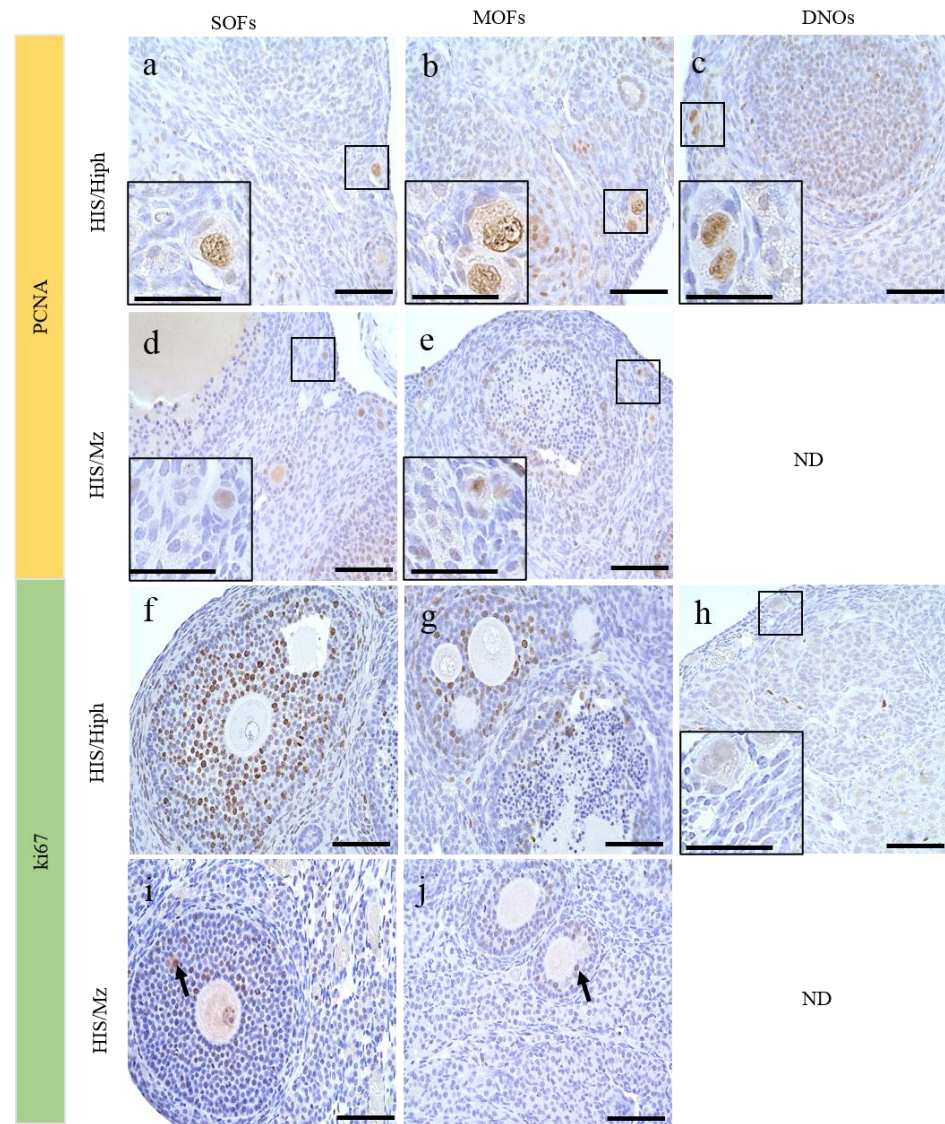 SOFs MOFs DNOs
PCNA
HIS/Hiph
a b c
HIS/Mz
d e
ND
ki67
HIS/Hiph
f g h
HIS/Mz
i j
ND